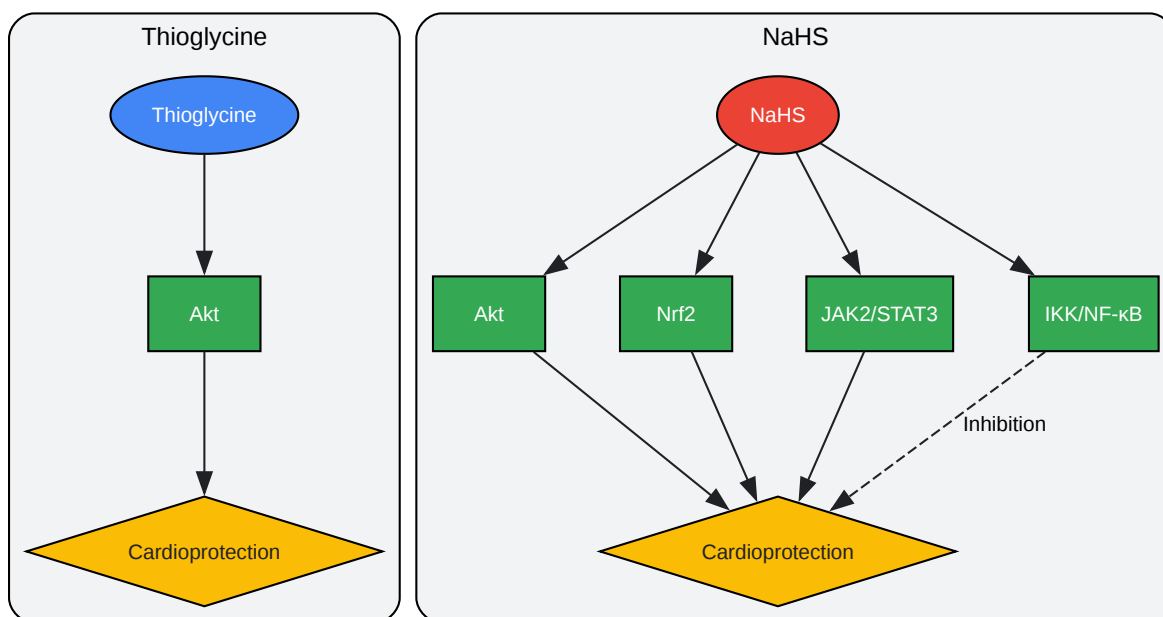 Thioglycine
Thioglycine
Akt
Cardioprotection
NaHS
NaHS
Akt
Nrf2
JAK2/STAT3
IKK/NF-κB
Inhibition
Cardioprotection